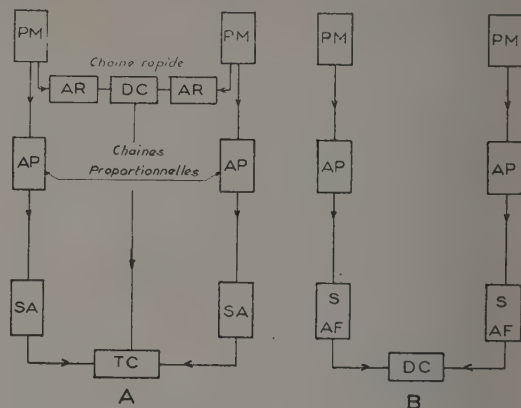 PM
PM
Chaine rapide
AR
DC
AR
AP
Chaines
Proportionnelles
AP
SA
SA
TC
A
PM
PM
AP
AP
S
AF
S
AF
DC
B